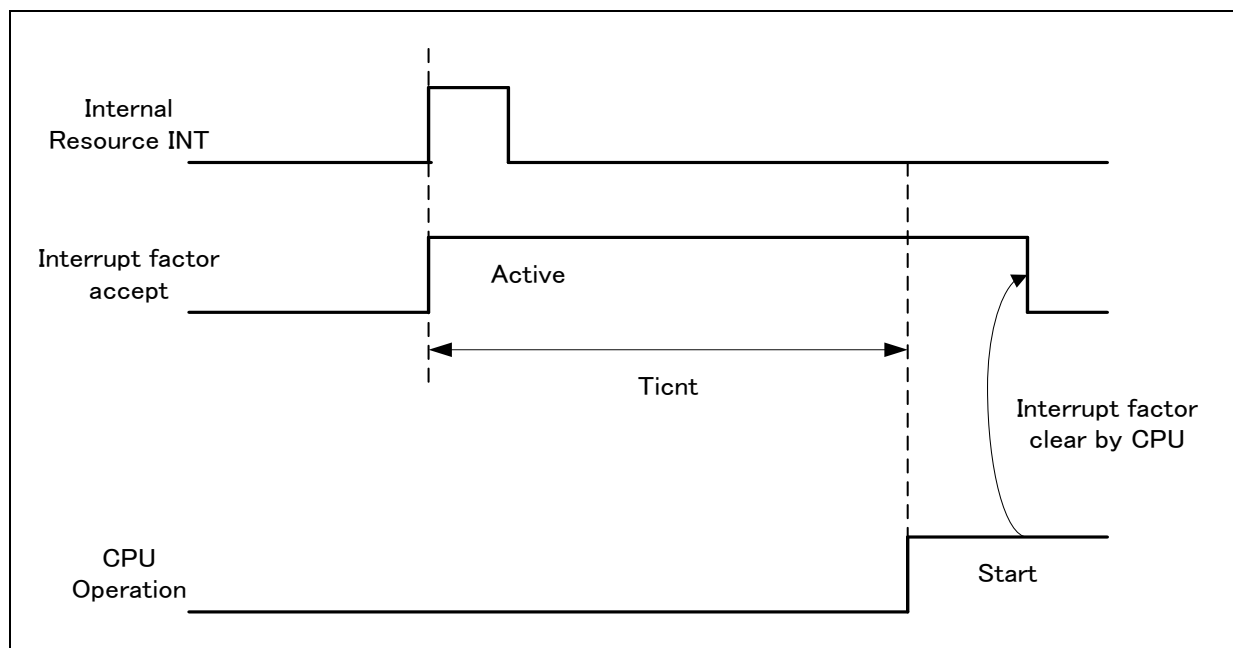 Internal
Resource INT
Interrupt factor
accept
Active
Ticnt
Interrupt factor
clear by CPU
CPU
Operation
Start